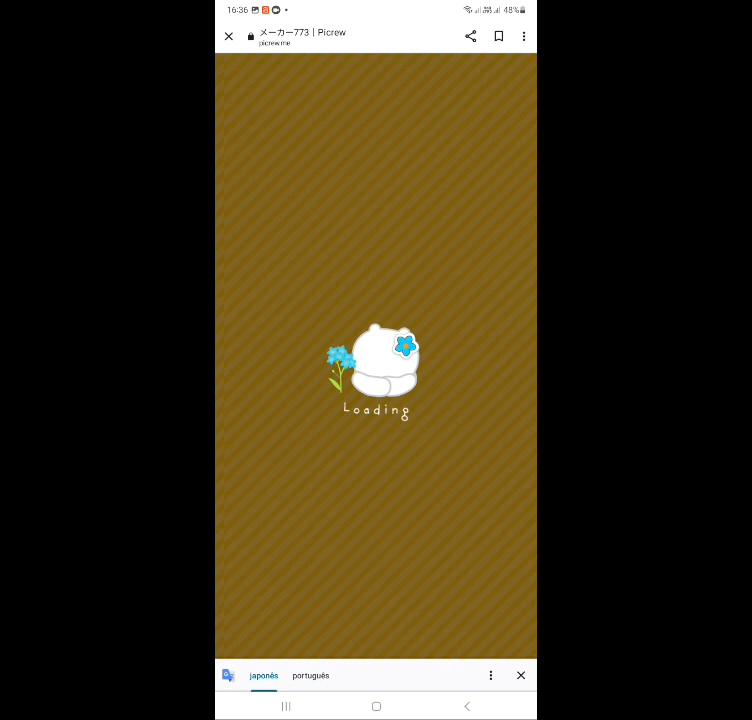 16:36
48%
メーカー773｜Picrew
picrew.me
Loading
japonês português